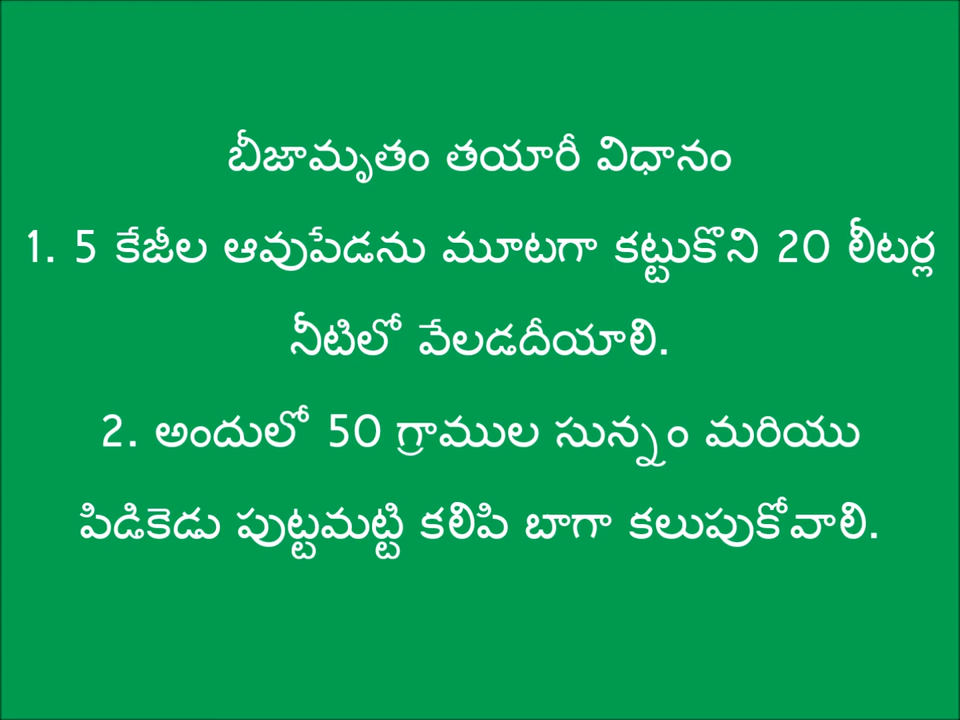 బీజామృతం తయారీ విధానం
1. 5 కేజీల ఆవుపేడను మూటగా కట్టుకొని 20 లీటర్ల
నీటిలో వేలడదీయాలి.
2. అందులో 50 గ్రాముల సున్నం మరియు
పిడికెడు పుట్టమట్టి కలిపి బాగా కలుపుకోవాలి.